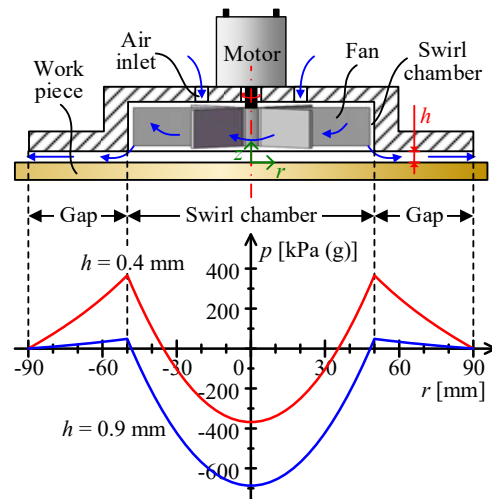 Air
inlet
Motor
Fan
Swirl
chamber
Work
piece
h
z
r
Gap
Swirl chamber
Gap
p [kPa (g)]
h = 0.4 mm
400
200
-90
-60
-30
0
30
60
90
r [mm]
-200
-400
h = 0.9 mm
-600